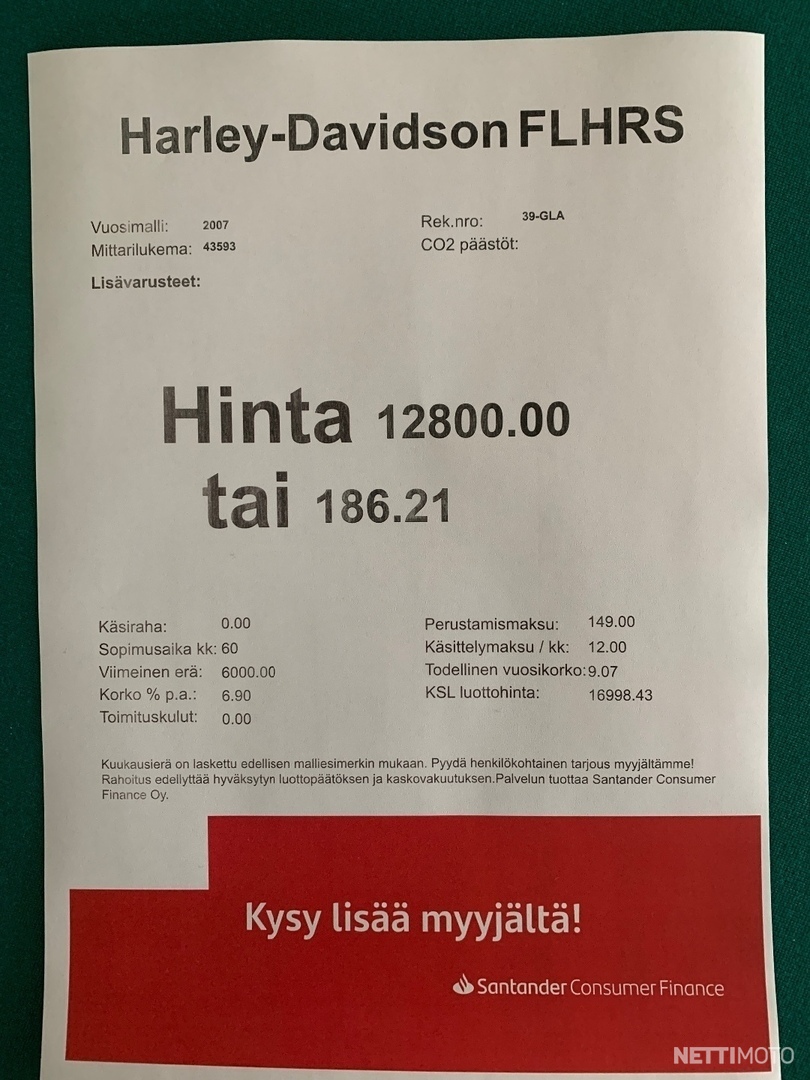 Harley-Davidson FLHRS
Vuosimalli: 2007
Mittarilukema: 43593
Rek.nro: 39-GLA
CO2 päästöt:
Lisävarusteet:
Hinta 12800.00
tai 186.21
Käsiraha: 0.00
Sopimusaika kk: 60
Viimeinen erä: 6000.00
Korko % p.a.: 6.90
Toimituskulut: 0.00
Perustamismaksu: 149.00
Käsittelymaksu / kk: 12.00
Todellinen vuosikorko: 9.07
KSL luottohinta: 16998.43
Kuukausierä on laskettu edellisen malliesimerkin mukaan. Pyydä henkilökohtainen tarjous myyjältämme!
Rahoitus edellyttää hyväksytyn luottopäätöksen ja kaskovakuutuksen.Palvelun tuottaa Santander Consumer
Finance Oy.
Kysy lisää myyjältä!
Santander Consumer Finance
NETTIMOTO